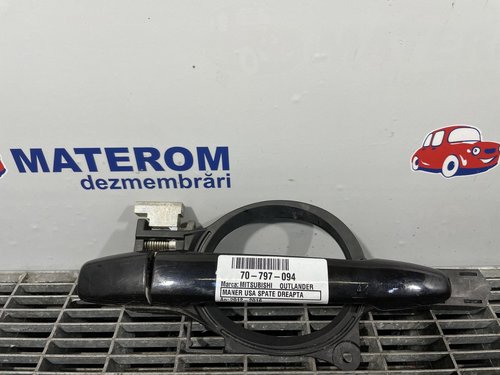 MATEROM
dezmembrări
70-797-094
Marca: MITSUBISHI OUTLANDER
MANER USA SPATE DREAPTA